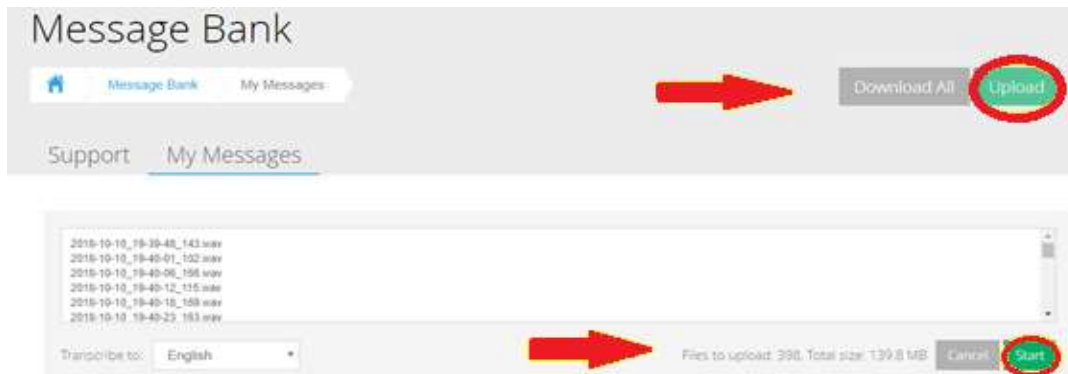 Message Bank
Message Bank My Messages
Download All Upload
Support My Messages
2018-10-10_19-39-48_143.wav
2018-10-10_19-40-01_102.wav
2018-10-10_19-40-06_166.wav
2018-10-10_19-40-12_115.wav
2018-10-10_19-40-18_169.wav
2018-10-10_19-40-23_163.wav
Transcribe to: English
Files to upload: 398, Total size: 139.8 MB Cancel Start